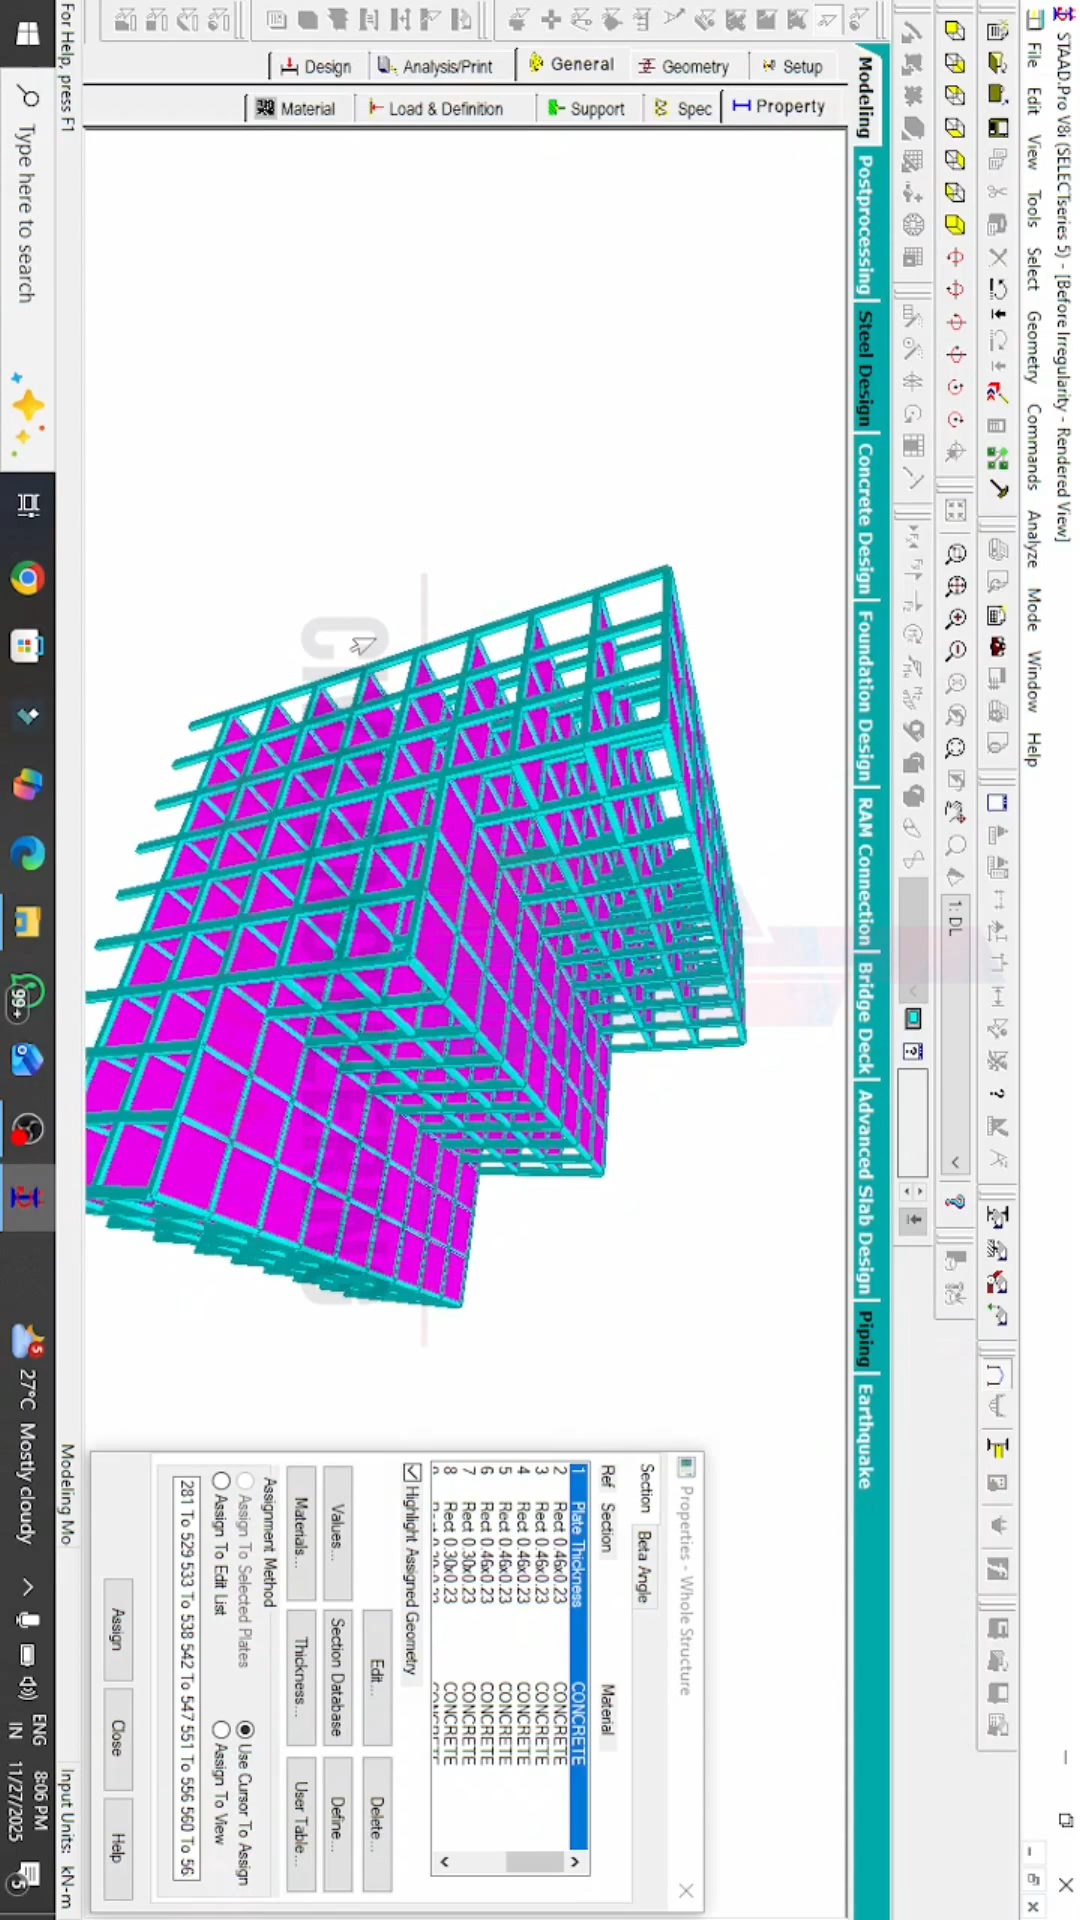 STAAD.Pro V8i (SELECTseries 5) - [Before Irregularity - Rendered View]
File Edit View Tools Select Geometry Commands Analyze Mode Window Help
1: DL
Modeling Postprocessing Steel Design Concrete Design Foundation Design RAM Connection Bridge Deck Advanced Slab Design Piping Earthquake
Setup
Geometry
General
Analysis/Print
Design
Property
Spec
Support
Load & Definition
Material
Properties - Whole Structure
Section Beta Angle
Ref Section Material
1 Plate Thickness CONCRETE
2 Rect 0.46x0.23 CONCRETE
3 Rect 0.46x0.23 CONCRETE
4 Rect 0.46x0.23 CONCRETE
5 Rect 0.46x0.23 CONCRETE
6 Rect 0.46x0.23 CONCRETE
7 Rect 0.30x0.23 CONCRETE
8 Rect 0.30x0.23 CONCRETE
Highlight Assigned Geometry
Edit... Delete...
Values... Section Database Define...
Materials... Thickness... User Table...
Assignment Method
Assign To Selected Plates Use Cursor To Assign
Assign To Edit List Assign To View
281 To 529 533 To 538 542 To 547 551 To 556 560 To 56
Assign Close Help
For Help, press F1 Modeling Mo Input Units: kN-m
Type here to search
99+
5
27°C Mostly cloudy
ENG
IN
8:06 PM
11/27/2025
5